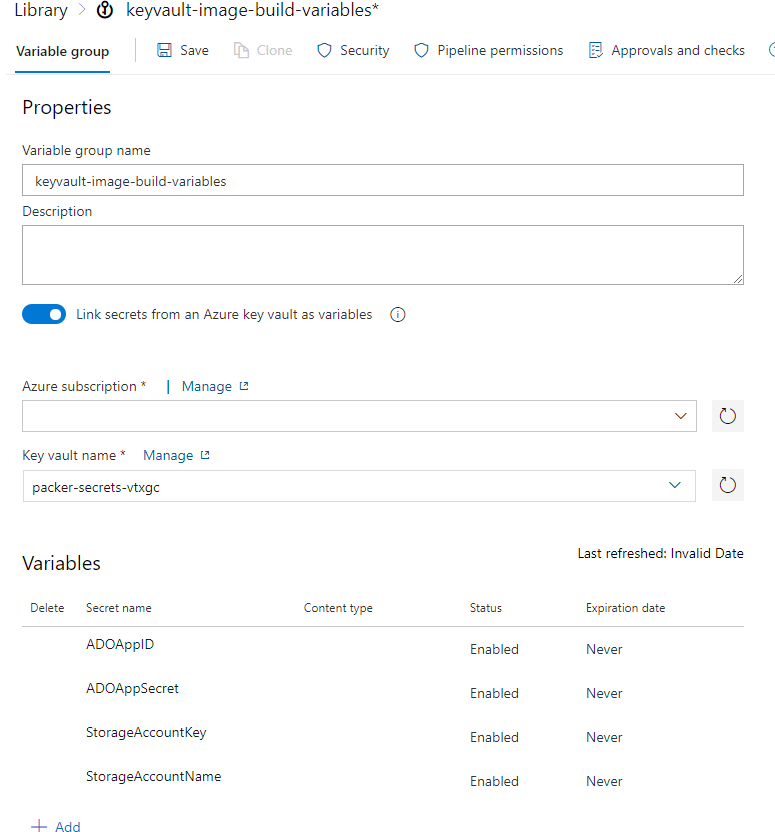 Library > keyvault-image-build-variables*
Variable group Save Clone Security Pipeline permissions Approvals and checks
Properties
Variable group name
keyvault-image-build-variables
Description
Link secrets from an Azure key vault as variables
Azure subscription * | Manage
Key vault name * Manage
packer-secrets-vtxgc
Variables
Last refreshed: Invalid Date
Delete Secret name Content type Status Expiration date
ADOAppID Enabled Never
ADOAppSecret Enabled Never
StorageAccountKey Enabled Never
StorageAccountName Enabled Never
+ Add